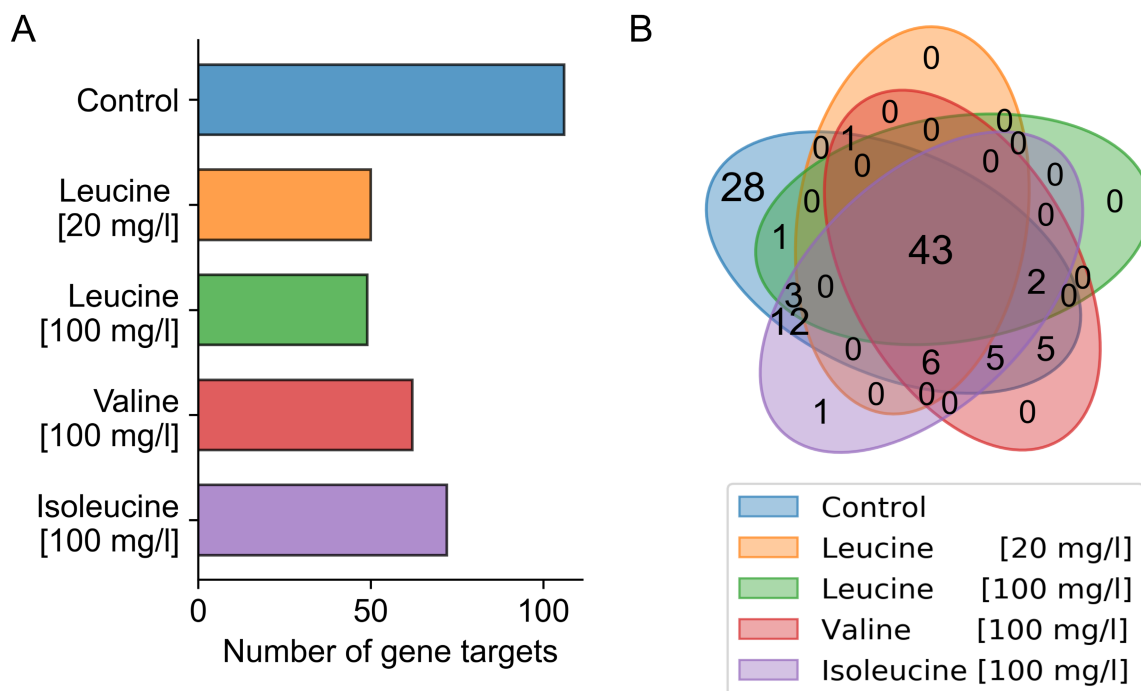 A
Control
Leucine
[20 mg/l]
Leucine
[100 mg/l]
Valine
[100 mg/l]
Isoleucine
[100 mg/l]
0 50 100
Number of gene targets
B
0
0
0
0 1 0 0
28 0 0 0
0 0 0
1 0
43
3 0 2 0
12 0
0 6 5 5
0 0 0
1 0
Control
Leucine [20 mg/l]
Leucine [100 mg/l]
Valine [100 mg/l]
Isoleucine [100 mg/l]